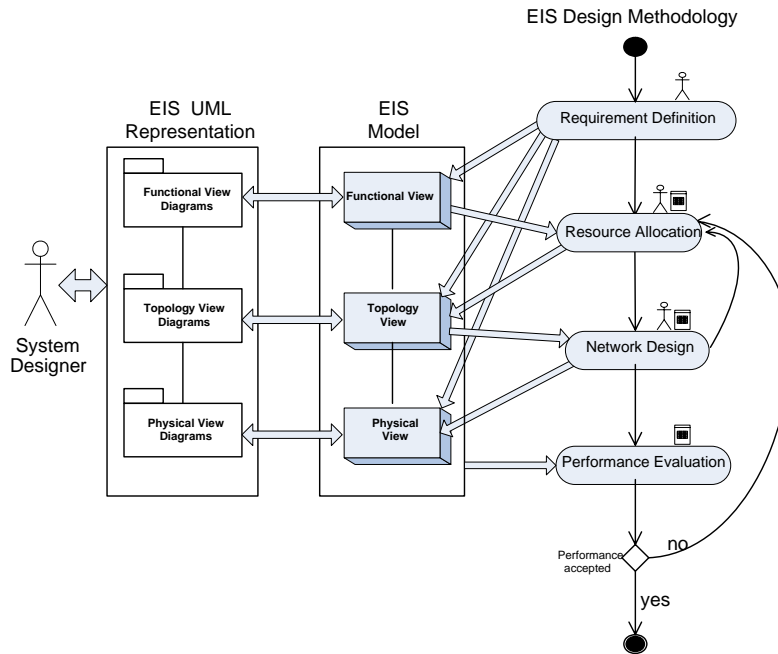 EIS Design Methodology
EIS UML
Representation
EIS
Model
Requirement Definition
Functional View
Diagrams
Functional View
Resource Allocation
System
Designer
Topology View
Diagrams
Topology
View
Network Design
Physical View
Diagrams
Physical
View
Performance Evaluation
Performance
accepted
no
yes